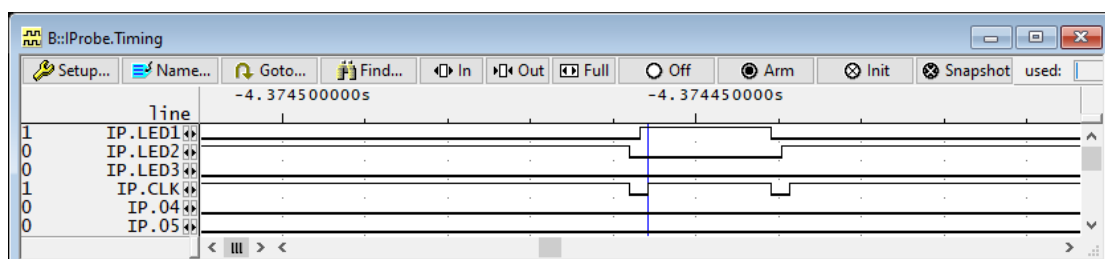 B::IProbe.Timing
Setup... Name... Goto... Find... In Out Full Off Arm Init Snapshot used:
-4.374500000s -4.374450000s
line
1 IP.LED1
0 IP.LED2
0 IP.LED3
1 IP.CLK
0 IP.04
0 IP.05